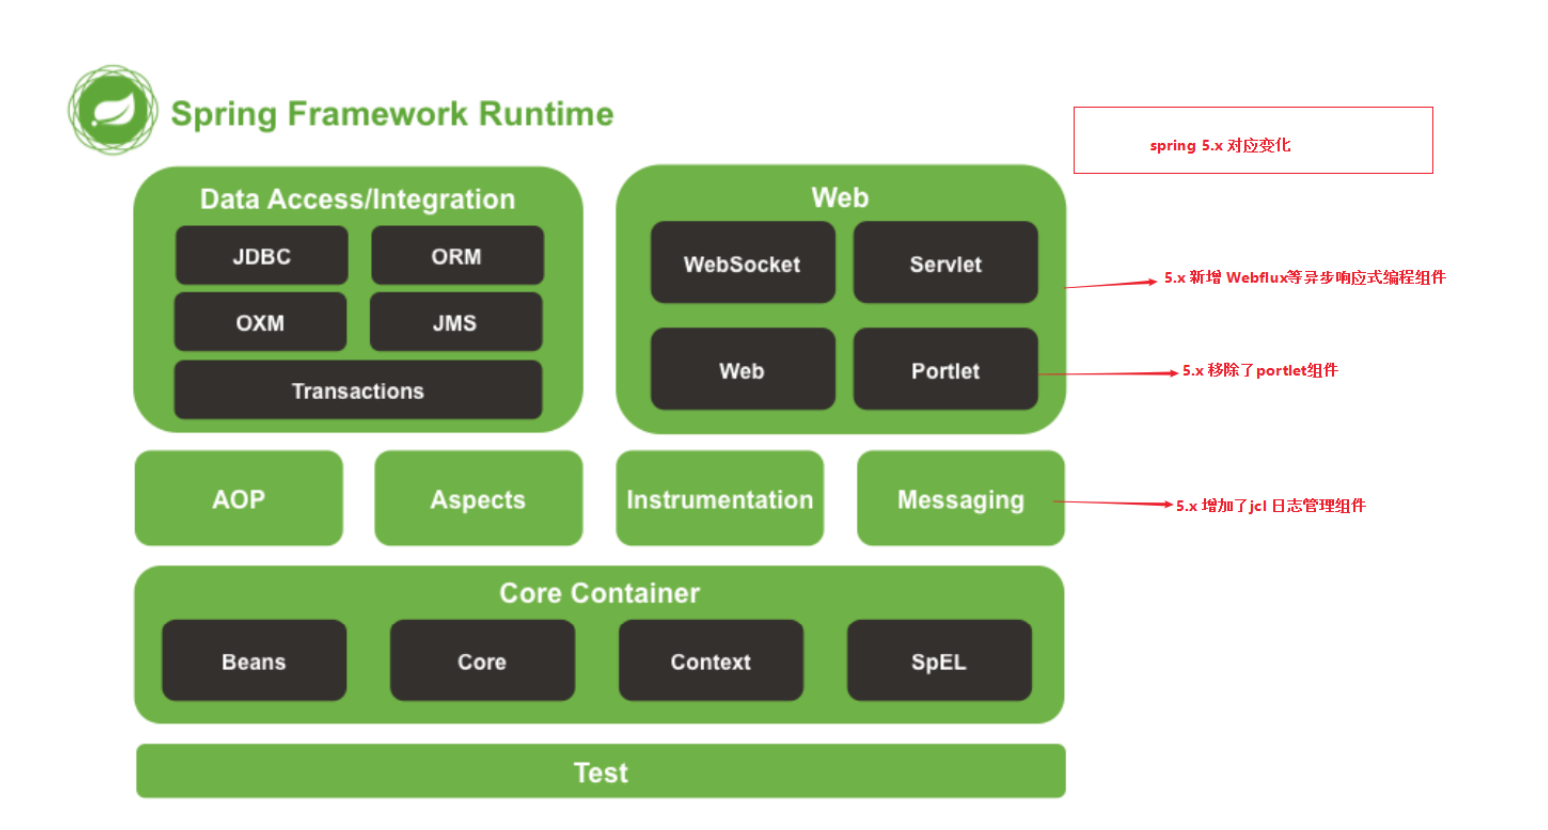 Spring Framework Runtime
spring 5.x 对应变化
Data Access/Integration
JDBC
ORM
OXM
JMS
Transactions
Web
WebSocket
Servlet
Web
Portlet
5.x 新增 Webflux等异步响应式编程组件
5.x 移除了portlet组件
AOP
Aspects
Instrumentation
Messaging
5.x 增加了jcl 日志管理组件
Core Container
Beans
Core
Context
SpEL
Test